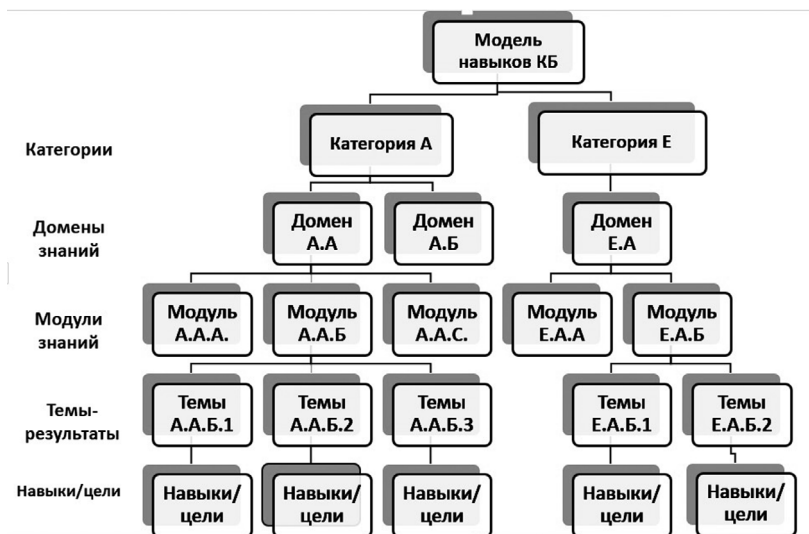 Модель
навыков КБ
Категории
Категория А
Категория Е
Домены
знаний
Домен
А.А
Домен
А.Б
Домен
Е.А
Модули
знаний
Модуль
А.А.А.
Модуль
А.А.Б
Модуль
А.А.С.
Модуль
Е.А.А
Модуль
Е.А.Б
Темы-
результаты
Темы
А.А.Б.1
Темы
А.А.Б.2
Темы
А.А.Б.3
Темы
Е.А.Б.1
Темы
Е.А.Б.2
Навыки/цели
Навыки/
цели
Навыки/
цели
Навыки/
цели
Навыки/
цели
Навыки/
цели